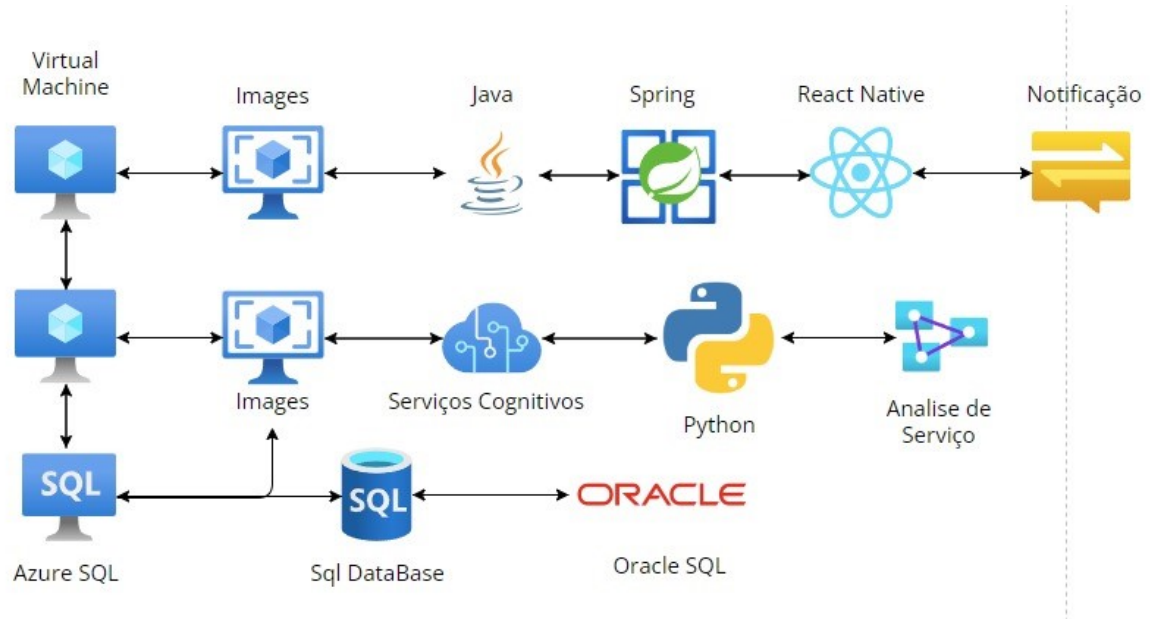 Virtual
Machine
Images
Java
Spring
React Native
Notificação
Images
Serviços Cognitivos
Python
Analise de
Serviço
SQL
SQL
ORACLE
Azure SQL
Sql DataBase
Oracle SQL